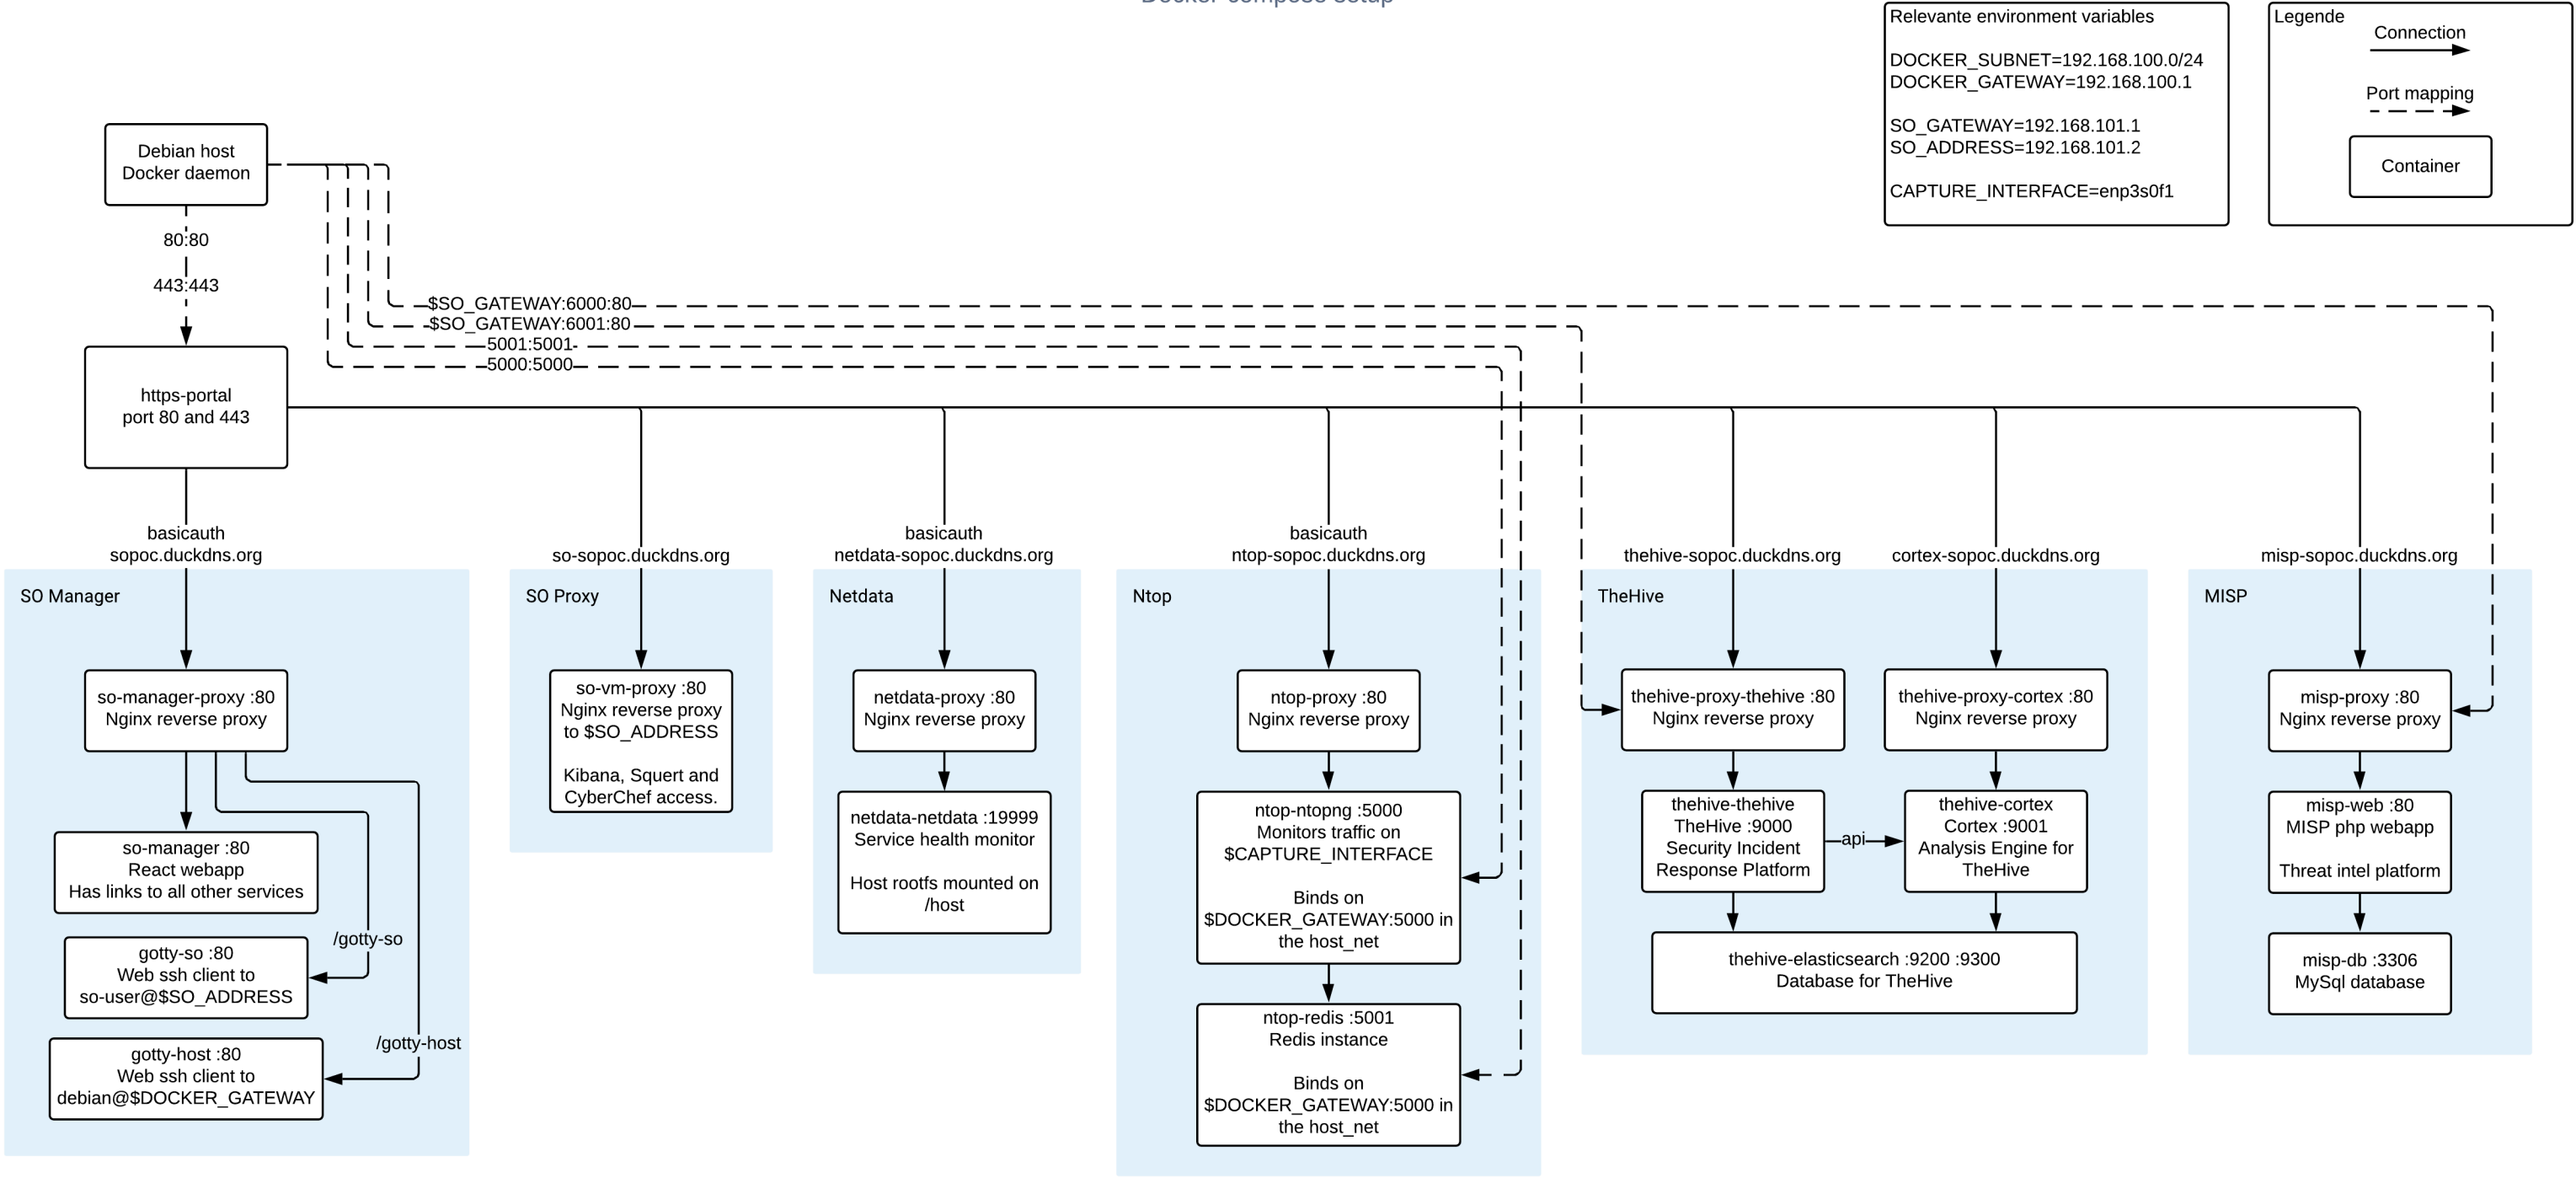 Docker compose setup
Relevante environment variables
DOCKER_SUBNET=192.168.100.0/24
DOCKER_GATEWAY=192.168.100.1
SO_GATEWAY=192.168.101.1
SO_ADDRESS=192.168.101.2
CAPTURE_INTERFACE=enp3s0f1
Legende
Connection
Port mapping
Container
Debian host
Docker daemon
80:80
443:443
$SO_GATEWAY:6000:80
$SO_GATEWAY:6001:80
5001:5001
5000:5000
https-portal
port 80 and 443
basicauth
sopoc.duckdns.org
so-sopoc.duckdns.org
basicauth
netdata-sopoc.duckdns.org
basicauth
ntop-sopoc.duckdns.org
thehive-sopoc.duckdns.org
cortex-sopoc.duckdns.org
misp-sopoc.duckdns.org
SO Manager
so-manager-proxy :80
Nginx reverse proxy
so-manager :80
React webapp
Has links to all other services
/gotty-so
gotty-so :80
Web ssh client to
so-user@$SO_ADDRESS
/gotty-host
gotty-host :80
Web ssh client to
debian@$DOCKER_GATEWAY
SO Proxy
so-vm-proxy :80
Nginx reverse proxy
to $SO_ADDRESS
Kibana, Squert and
CyberChef access.
Netdata
netdata-proxy :80
Nginx reverse proxy
netdata-netdata :19999
Service health monitor
Host rootfs mounted on
/host
Ntop
ntop-proxy :80
Nginx reverse proxy
ntop-ntopng :5000
Monitors traffic on
$CAPTURE_INTERFACE
Binds on
$DOCKER_GATEWAY:5000 in
the host_net
ntop-redis :5001
Redis instance
Binds on
$DOCKER_GATEWAY:5000 in
the host_net
TheHive
thehive-proxy-thehive :80
Nginx reverse proxy
thehive-proxy-cortex :80
Nginx reverse proxy
thehive-thehive
TheHive :9000
Security Incident
Response Platform
api
thehive-cortex
Cortex :9001
Analysis Engine for
TheHive
thehive-elasticsearch :9200 :9300
Database for TheHive
MISP
misp-proxy :80
Nginx reverse proxy
misp-web :80
MISP php webapp
Threat intel platform
misp-db :3306
MySql database